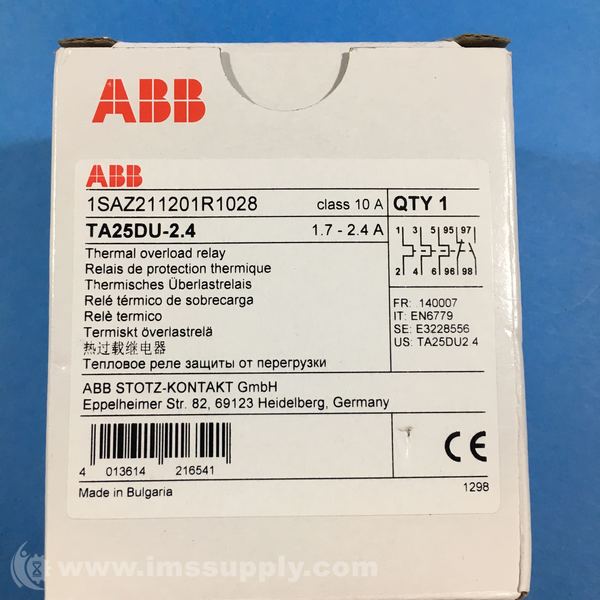 ABB
ABB
1SAZ211201R1028 class 10 A QTY 1
TA25DU-2.4 1.7 - 2.4 A
1 3 5 95 97
2 4 6 96 98
Thermal overload relay
Relais de protection thermique
Thermisches Überlastrelais
Relé térmico de sobrecarga
Relè termico
Termiskt överlastrelä
热过载继电器
Тепловое реле защиты от перегрузки
FR: 140007
IT: EN6779
SE: E3228556
US: TA25DU2 4
ABB STOTZ-KONTAKT GmbH
Eppelheimer Str. 82, 69123 Heidelberg, Germany
4 013614 216541
CE
Made in Bulgaria 1298
www.imssupply.com